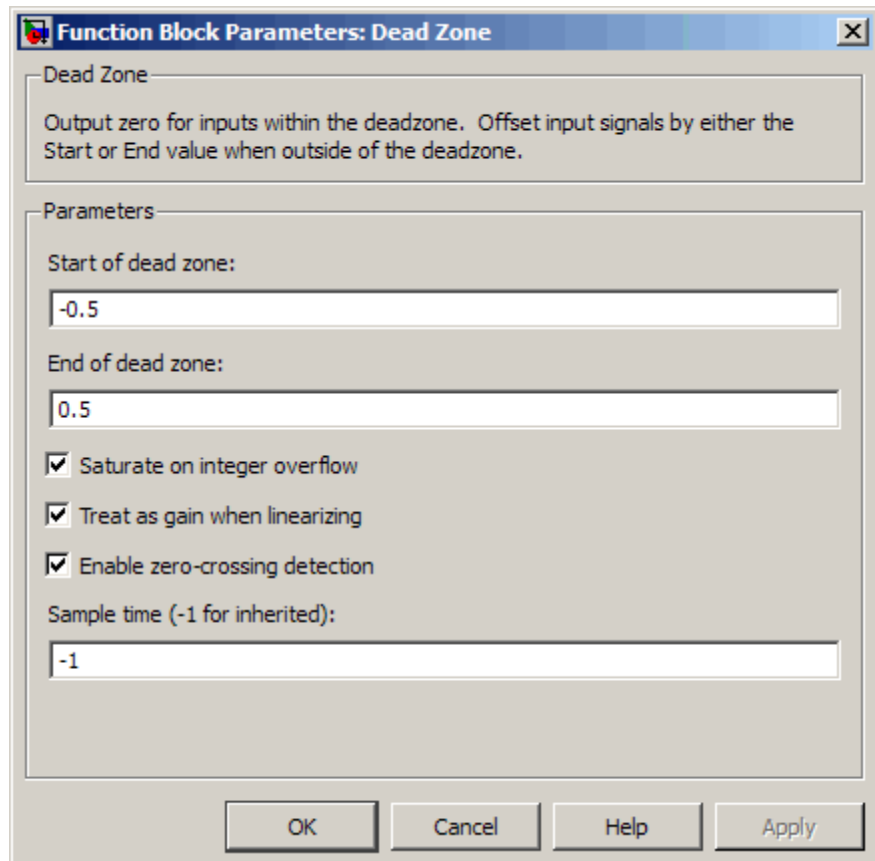 Function Block Parameters: Dead Zone
Dead Zone
Output zero for inputs within the deadzone.  Offset input signals by either the
Start or End value when outside of the deadzone.
Parameters
Start of dead zone:
-0.5
End of dead zone:
0.5
Saturate on integer overflow
Treat as gain when linearizing
Enable zero-crossing detection
Sample time (-1 for inherited):
-1
OK Cancel Help Apply